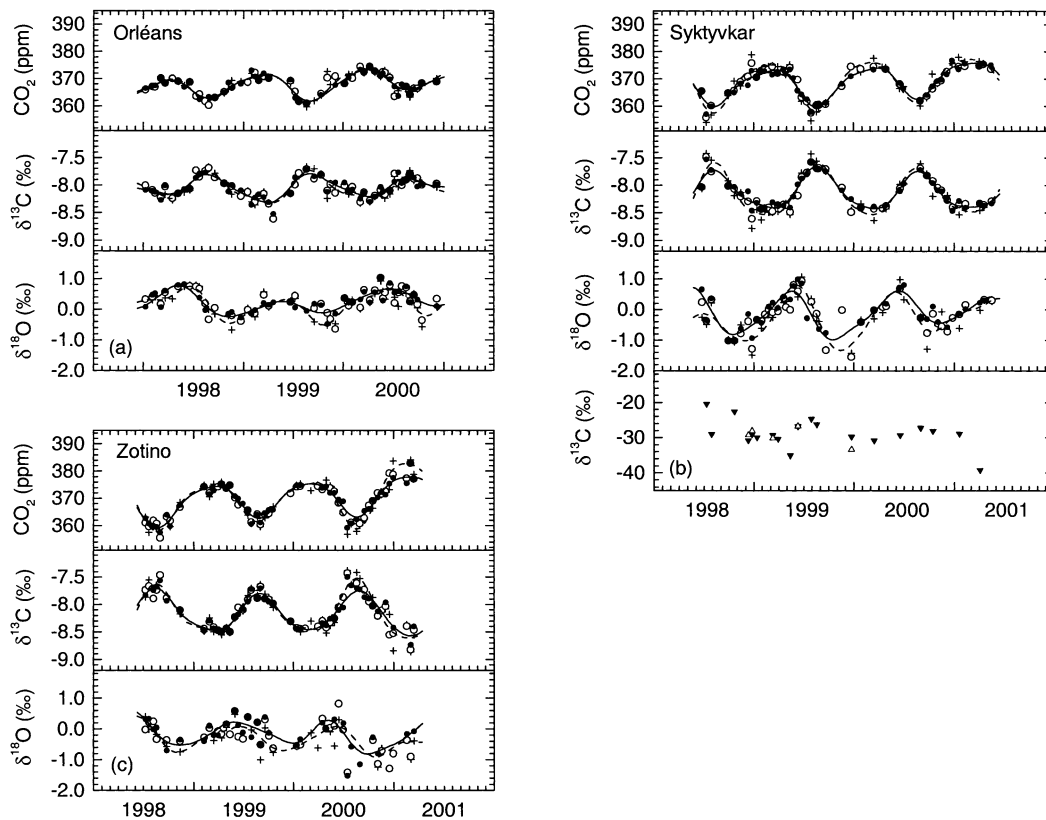 Orléans
CO2 (ppm)
395
390
380
370
360
δ13C (‰)
-7.5
-8.0
-8.5
-9.0
δ18O (‰)
1.0
0.0
-1.0
-2.0
(a)
1998 1999 2000
Syktyvkar
CO2 (ppm)
395
390
380
370
360
δ13C (‰)
-7.5
-8.0
-8.5
-9.0
δ18O (‰)
1.0
0.0
-1.0
-2.0
δ13C (‰)
-20
-30
-40
(b)
1998 1999 2000 2001
Zotino
CO2 (ppm)
395
390
380
370
360
δ13C (‰)
-7.5
-8.0
-8.5
-9.0
δ18O (‰)
1.0
0.0
-1.0
-2.0
(c)
1998 1999 2000 2001